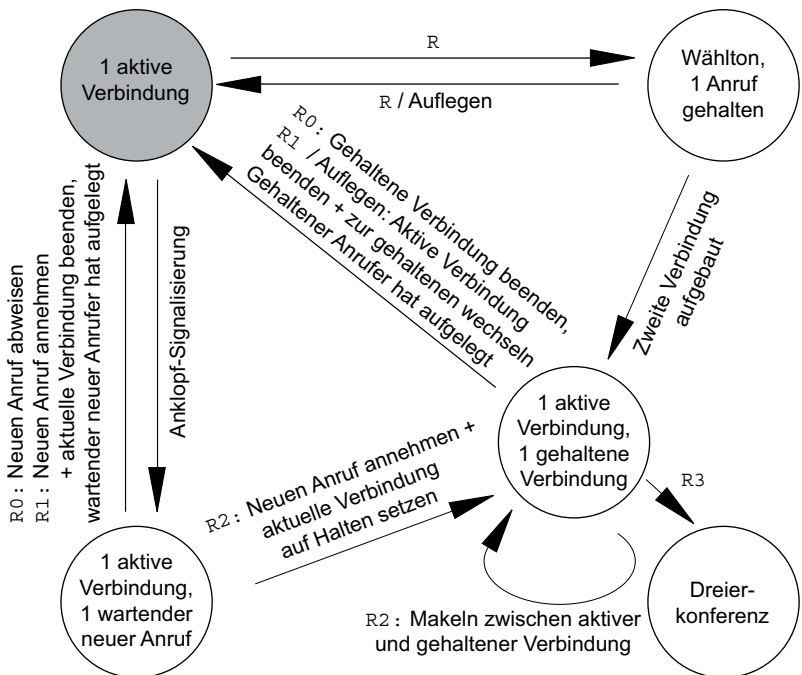 1 aktive
Verbindung
R
R / Auflegen
Wählton,
1 Anruf
gehalten
R0: Gehaltene Verbindung beenden,
R1 /Auflegen: Aktive Verbindung
beenden + zur gehaltenen wechseln
Gehaltener Anrufer hat aufgelegt
Zweite Verbindung
aufgebaut
R0: Neuen Anruf abweisen
R1: Neuen Anruf annehmen
+ aktuelle Verbindung beenden,
wartender neuer Anrufer hat aufgelegt
Anklopf-Signalisierung
1 aktive
Verbindung,
1 gehaltene
Verbindung
R2: Neuen Anruf annehmen +
aktuelle Verbindung
auf Halten setzen
R3
1 aktive
Verbindung,
1 wartender
neuer Anruf
R2: Makeln zwischen aktiver
und gehaltener Verbindung
Dreier-
konferenz